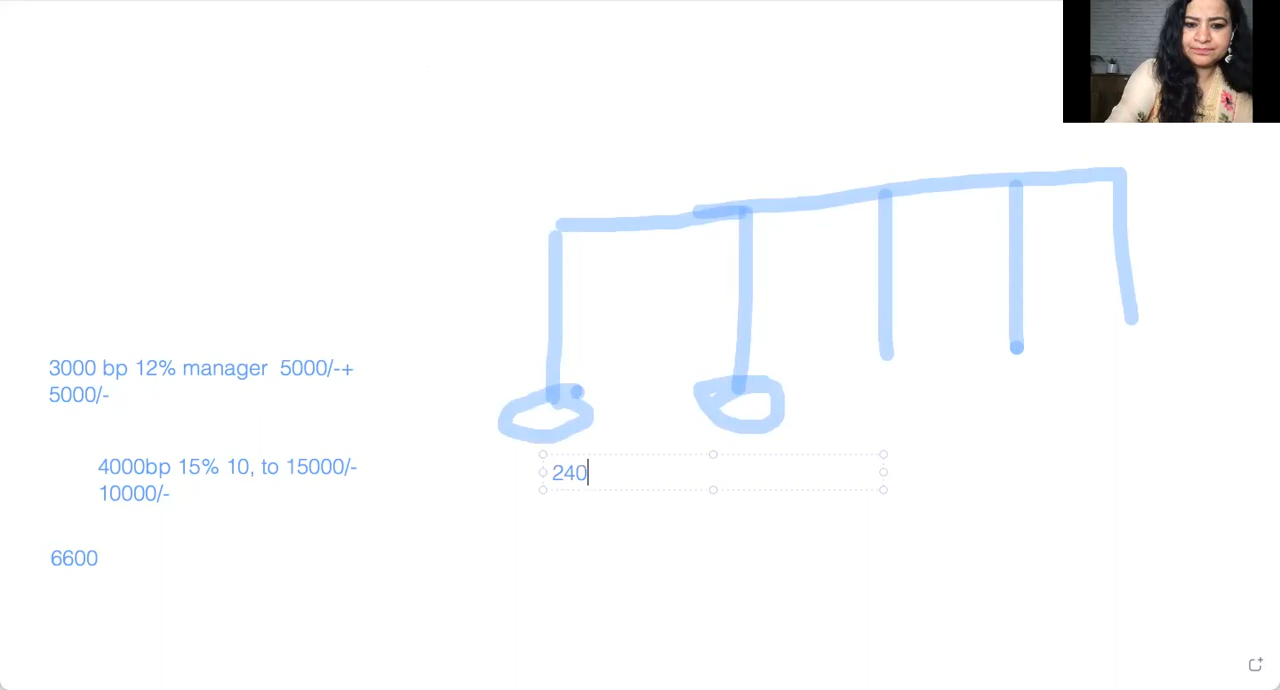 3000 bp 12% manager  5000/-+
5000/-
4000bp 15% 10, to 15000/-
10000/-
240
6600